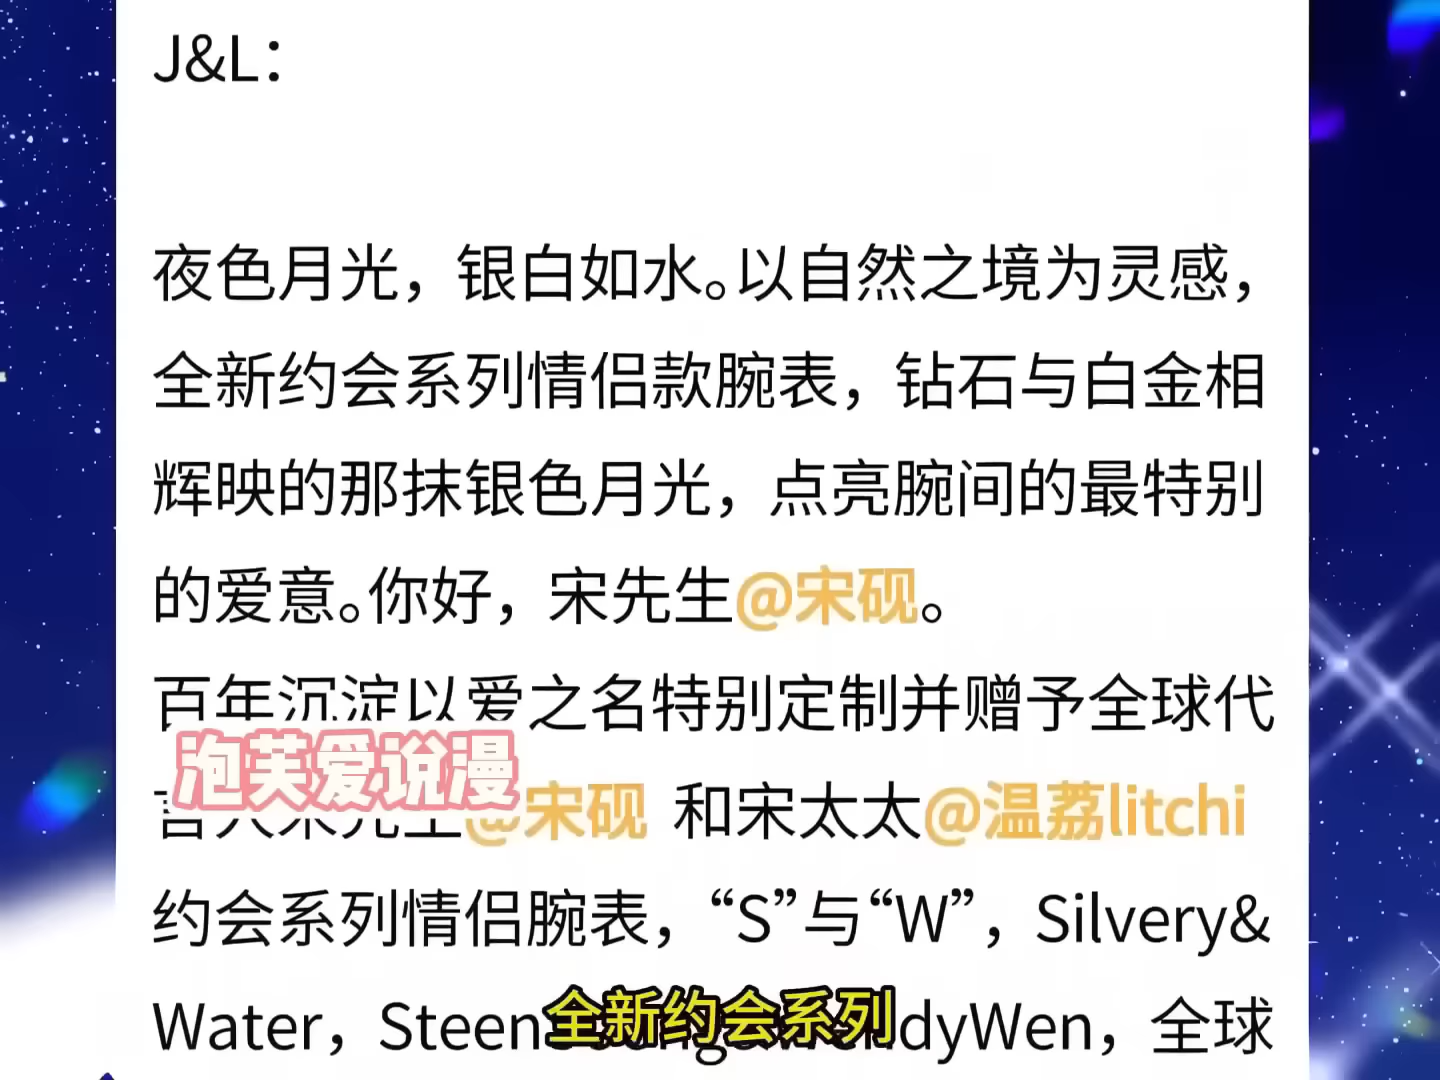 J&L：
夜色月光，银白如水。以自然之境为灵感，
全新约会系列情侣款腕表，钻石与白金相
辉映的那抹银色月光，点亮腕间的最特别
的爱意。你好，宋先生@宋砚。
百年沉淀以爱之名特别定制并赠予全球代
泡芙爱说漫
言人宋先生@宋砚 和宋太太@温荔litchi
约会系列情侣腕表，“S”与“W”，Silvery&
Water，Steen dyWen，全球
全新约会系列